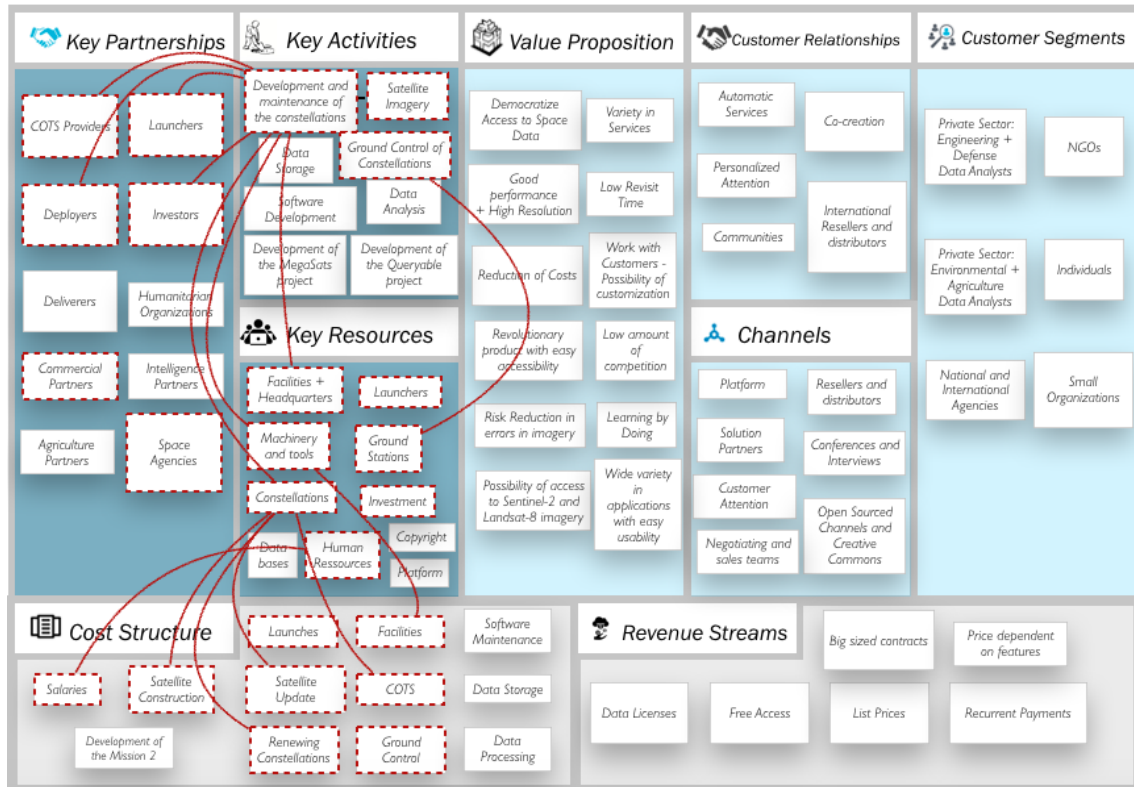 Key Partnerships
COTS Providers
Launchers
Deployers
Investors
Deliverers
Humanitarian
Organizations
Commercial
Partners
Intelligence
Partners
Agriculture
Partners
Space
Agencies
Key Activities
Development and
maintenance of
the constellations
Satellite
Imagery
Data
Storage
Ground Control of
Constellations
Software
Development
Data
Analysis
Development of
the MegaSats
project
Development of
the Queryable
project
Key Resources
Facilities +
Headquarters
Launchers
Machinery
and tools
Ground
Stations
Constellations
Investment
Data
bases
Human
Ressources
Copyright
Platform
Value Proposition
Democratize
Access to Space
Data
Variety in
Services
Good
performance
+ High Resolution
Low Revisit
Time
Reduction of Costs
Work with
Customers -
Possibility of
customization
Revolutionary
product with easy
accessibility
Low amount
of
competition
Risk Reduction in
errors in imagery
Learning by
Doing
Possibility of access
to Sentinel-2 and
Landsat-8 imagery
Wide variety
in
applications
with easy
usability
Customer Relationships
Automatic
Services
Co-creation
Personalized
Attention
International
Resellers and
distributors
Communities
Channels
Platform
Resellers and
distributors
Solution
Partners
Conferences and
Interviews
Customer
Attention
Open Sourced
Channels and
Creative
Commons
Negotiating and
sales teams
Customer Segments
Private Sector:
Engineering +
Defense
Data Analysts
NGOs
Private Sector:
Environmental +
Agriculture
Data Analysts
Individuals
National and
International
Agencies
Small
Organizations
Cost Structure
Launches
Facilities
Software
Maintenance
Salaries
Satellite
Construction
Satellite
Update
COTS
Data Storage
Development of
the Mission 2
Renewing
Constellations
Ground
Control
Data
Processing
Revenue Streams
Big sized contracts
Price dependent
on features
Data Licenses
Free Access
List Prices
Recurrent Payments